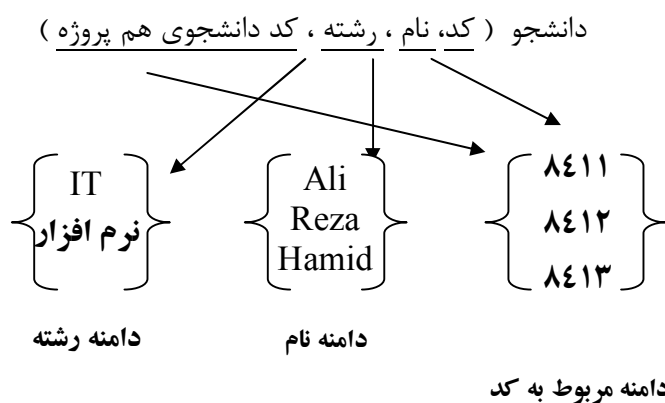 دانشجو ( کد، نام ، رشته ، کد دانشجوی هم پروژه )
۸٤۱۱
۸٤۱۲
۸٤۱۳
Ali
Reza
Hamid
IT
نرم افزار
دامنه نام
دامنه رشته
دامنه مربوط به کد